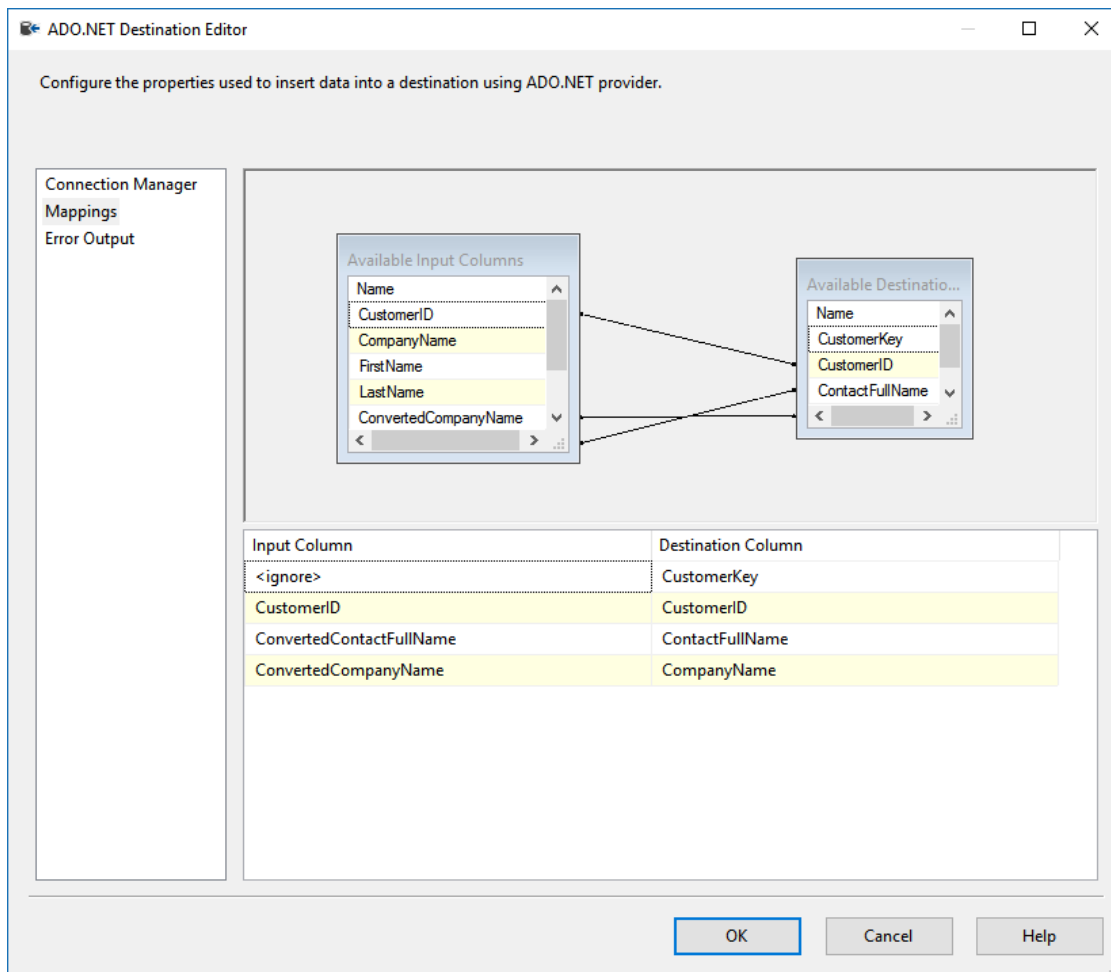 ADO.NET Destination Editor
Configure the properties used to insert data into a destination using ADO.NET provider.
Connection Manager
Mappings
Error Output
Available Input Columns
Name
CustomerID
CompanyName
FirstName
LastName
ConvertedCompanyName
Available Destinatio...
Name
CustomerKey
CustomerID
ContactFullName
Input Column Destination Column
<ignore> CustomerKey
CustomerID CustomerID
ConvertedContactFullName ContactFullName
ConvertedCompanyName CompanyName
OK Cancel Help